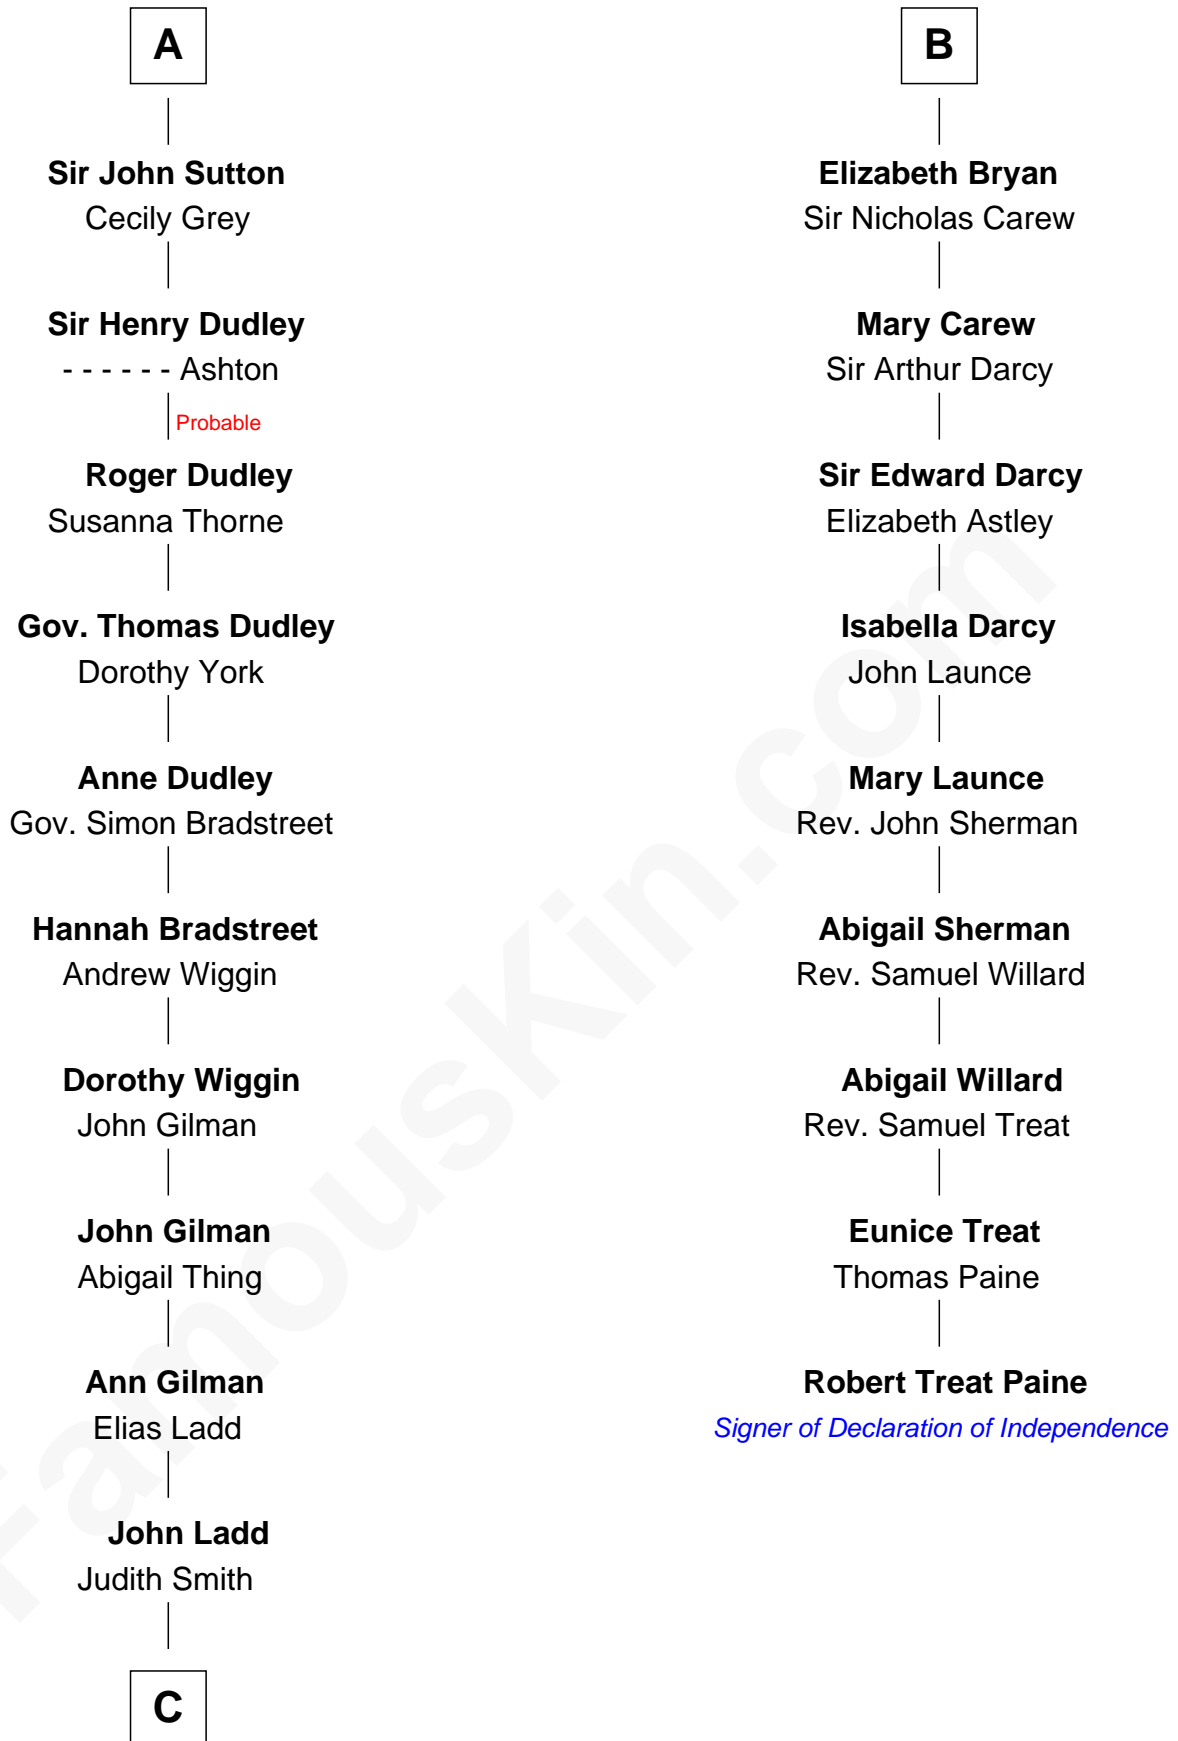 A
Sir John Sutton
Cecily Grey
Sir Henry Dudley
- - - - - - Ashton
Probable
Roger Dudley
Susanna Thorne
Gov. Thomas Dudley
Dorothy York
Anne Dudley
Gov. Simon Bradstreet
Hannah Bradstreet
Andrew Wiggin
Dorothy Wiggin
John Gilman
John Gilman
Abigail Thing
Ann Gilman
Elias Ladd
John Ladd
Judith Smith
C
B
Elizabeth Bryan
Sir Nicholas Carew
Mary Carew
Sir Arthur Darcy
Sir Edward Darcy
Elizabeth Astley
Isabella Darcy
John Launce
Mary Launce
Rev. John Sherman
Abigail Sherman
Rev. Samuel Willard
Abigail Willard
Rev. Samuel Treat
Eunice Treat
Thomas Paine
Robert Treat Paine
Signer of Declaration of Independence
FamousKin.com